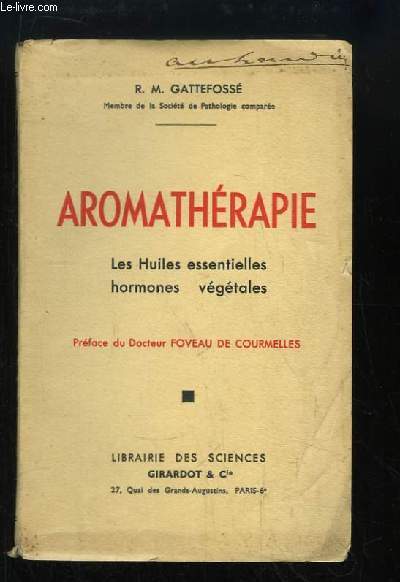 www.le-livre.com
R. M. GATTEFOSSÉ
Membre de la Société de Pathologie comparée
AROMATHÉRAPIE
Les Huiles essentielles
hormones végétales
Préface du Docteur FOVEAU DE COURMELLES
LIBRAIRIE DES SCIENCES
GIRARDOT & Cie
27, Quai des Grands-Augustins, PARIS-6e